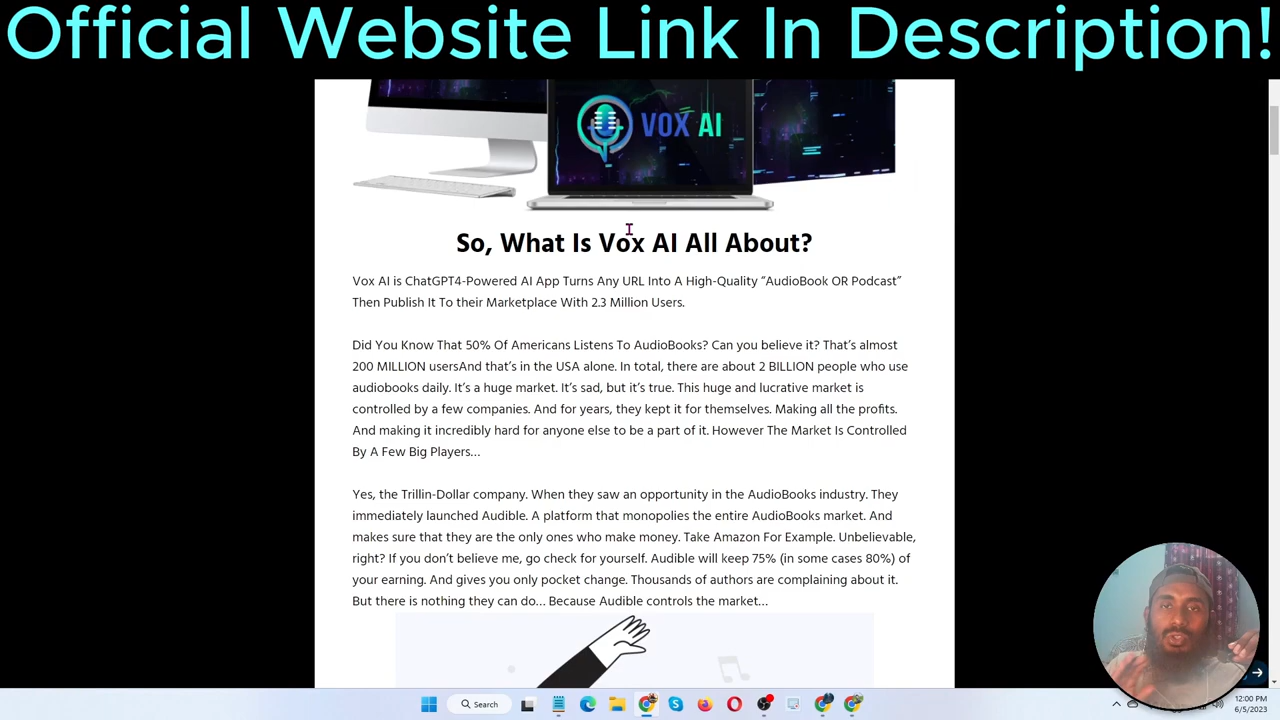 Official Website Link In Description!
VOX AI
So, What Is Vox AI All About?
Vox AI is ChatGPT4-Powered AI App Turns Any URL Into A High-Quality “AudioBook OR Podcast”
Then Publish It To their Marketplace With 2.3 Million Users.
Did You Know That 50% Of Americans Listens To AudioBooks? Can you believe it? That’s almost
200 MILLION usersAnd that’s in the USA alone. In total, there are about 2 BILLION people who use
audiobooks daily. It’s a huge market. It’s sad, but it’s true. This huge and lucrative market is
controlled by a few companies. And for years, they kept it for themselves. Making all the profits.
And making it incredibly hard for anyone else to be a part of it. However The Market Is Controlled
By A Few Big Players…
Yes, the Trillin-Dollar company. When they saw an opportunity in the AudioBooks industry. They
immediately launched Audible. A platform that monopolies the entire AudioBooks market. And
makes sure that they are the only ones who make money. Take Amazon For Example. Unbelievable,
right? If you don’t believe me, go check for yourself. Audible will keep 75% (in some cases 80%) of
your earning. And gives you only pocket change. Thousands of authors are complaining about it.
But there is nothing they can do… Because Audible controls the market…
Search
12:00 PM
6/5/2023